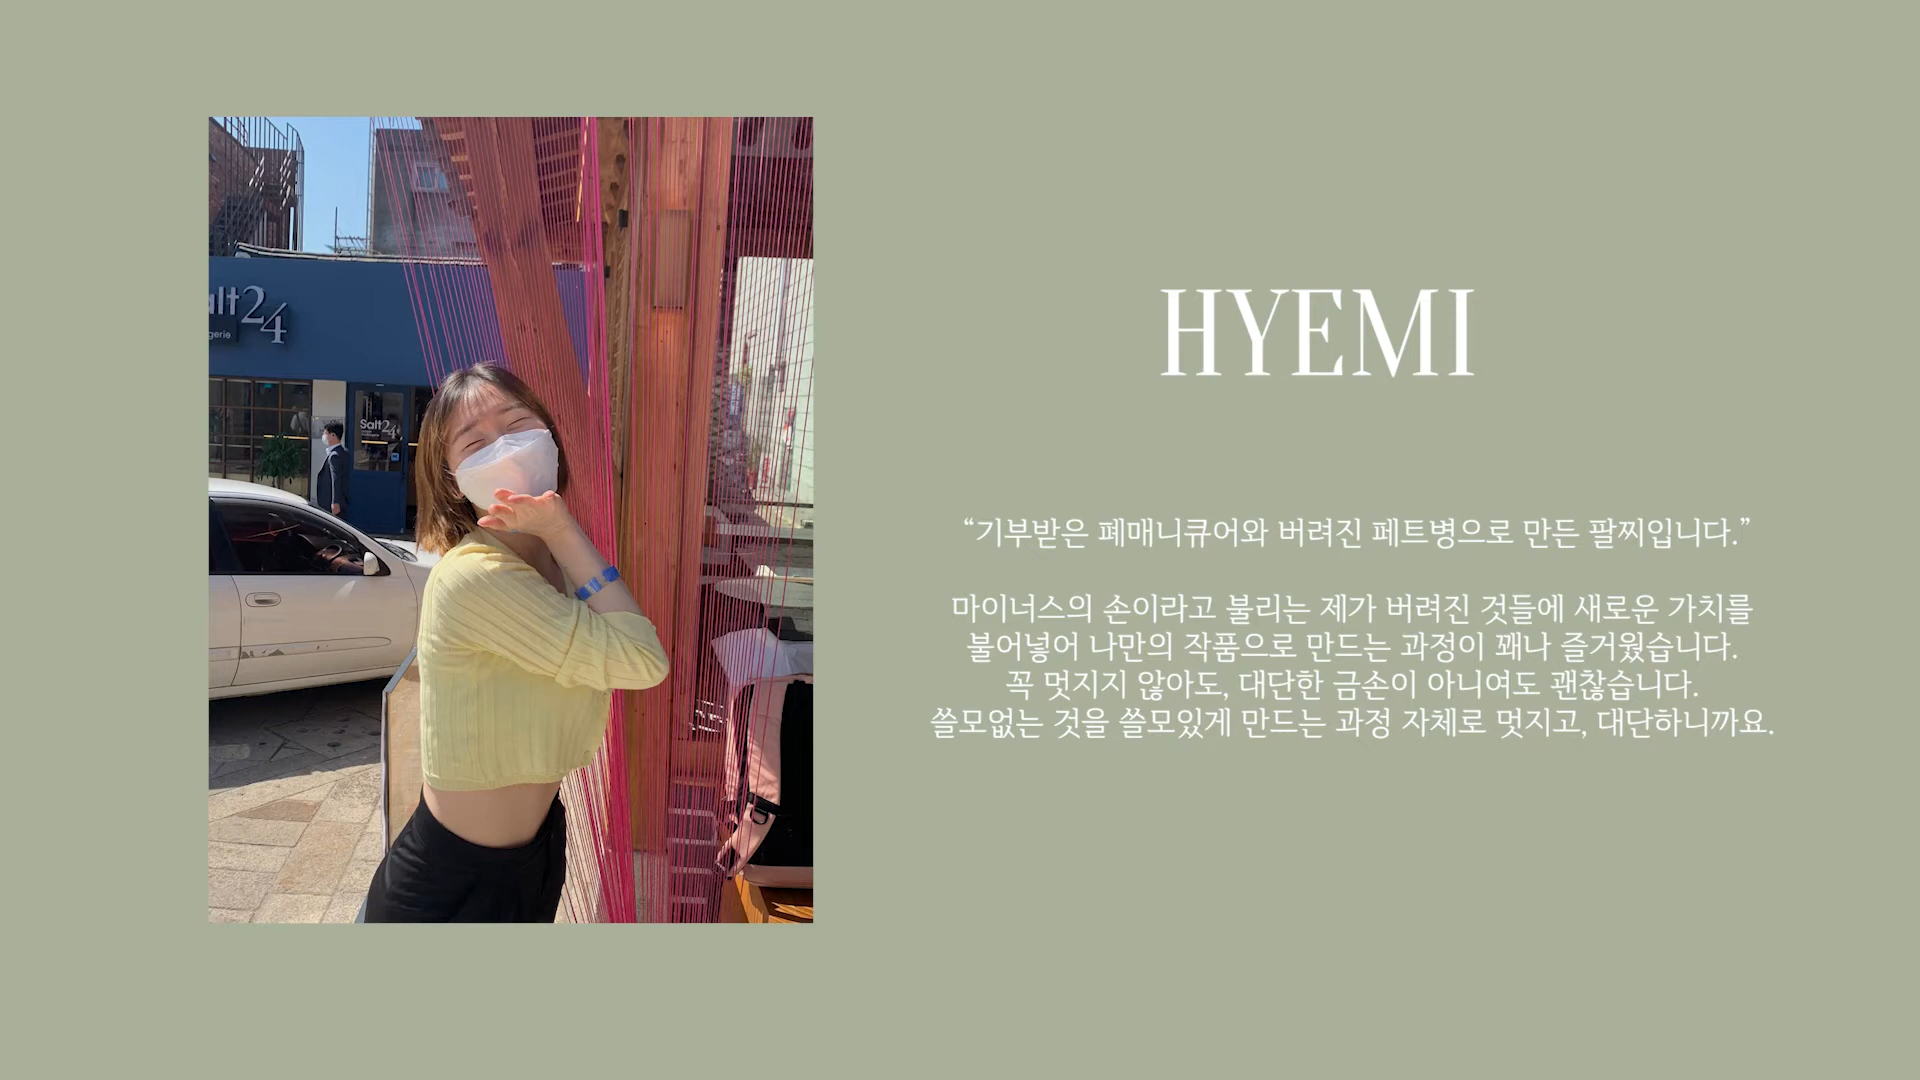 alt24
gerie
Salt24
HYEMI
“기부받은 폐매니큐어와 버려진 페트병으로 만든 팔찌입니다.”
마이너스의 손이라고 불리는 제가 버려진 것들에 새로운 가치를
불어넣어 나만의 작품으로 만드는 과정이 꽤나 즐거웠습니다.
꼭 멋지지 않아도, 대단한 금손이 아니여도 괜찮습니다.
쓸모없는 것을 쓸모있게 만드는 과정 자체로 멋지고, 대단하니까요.